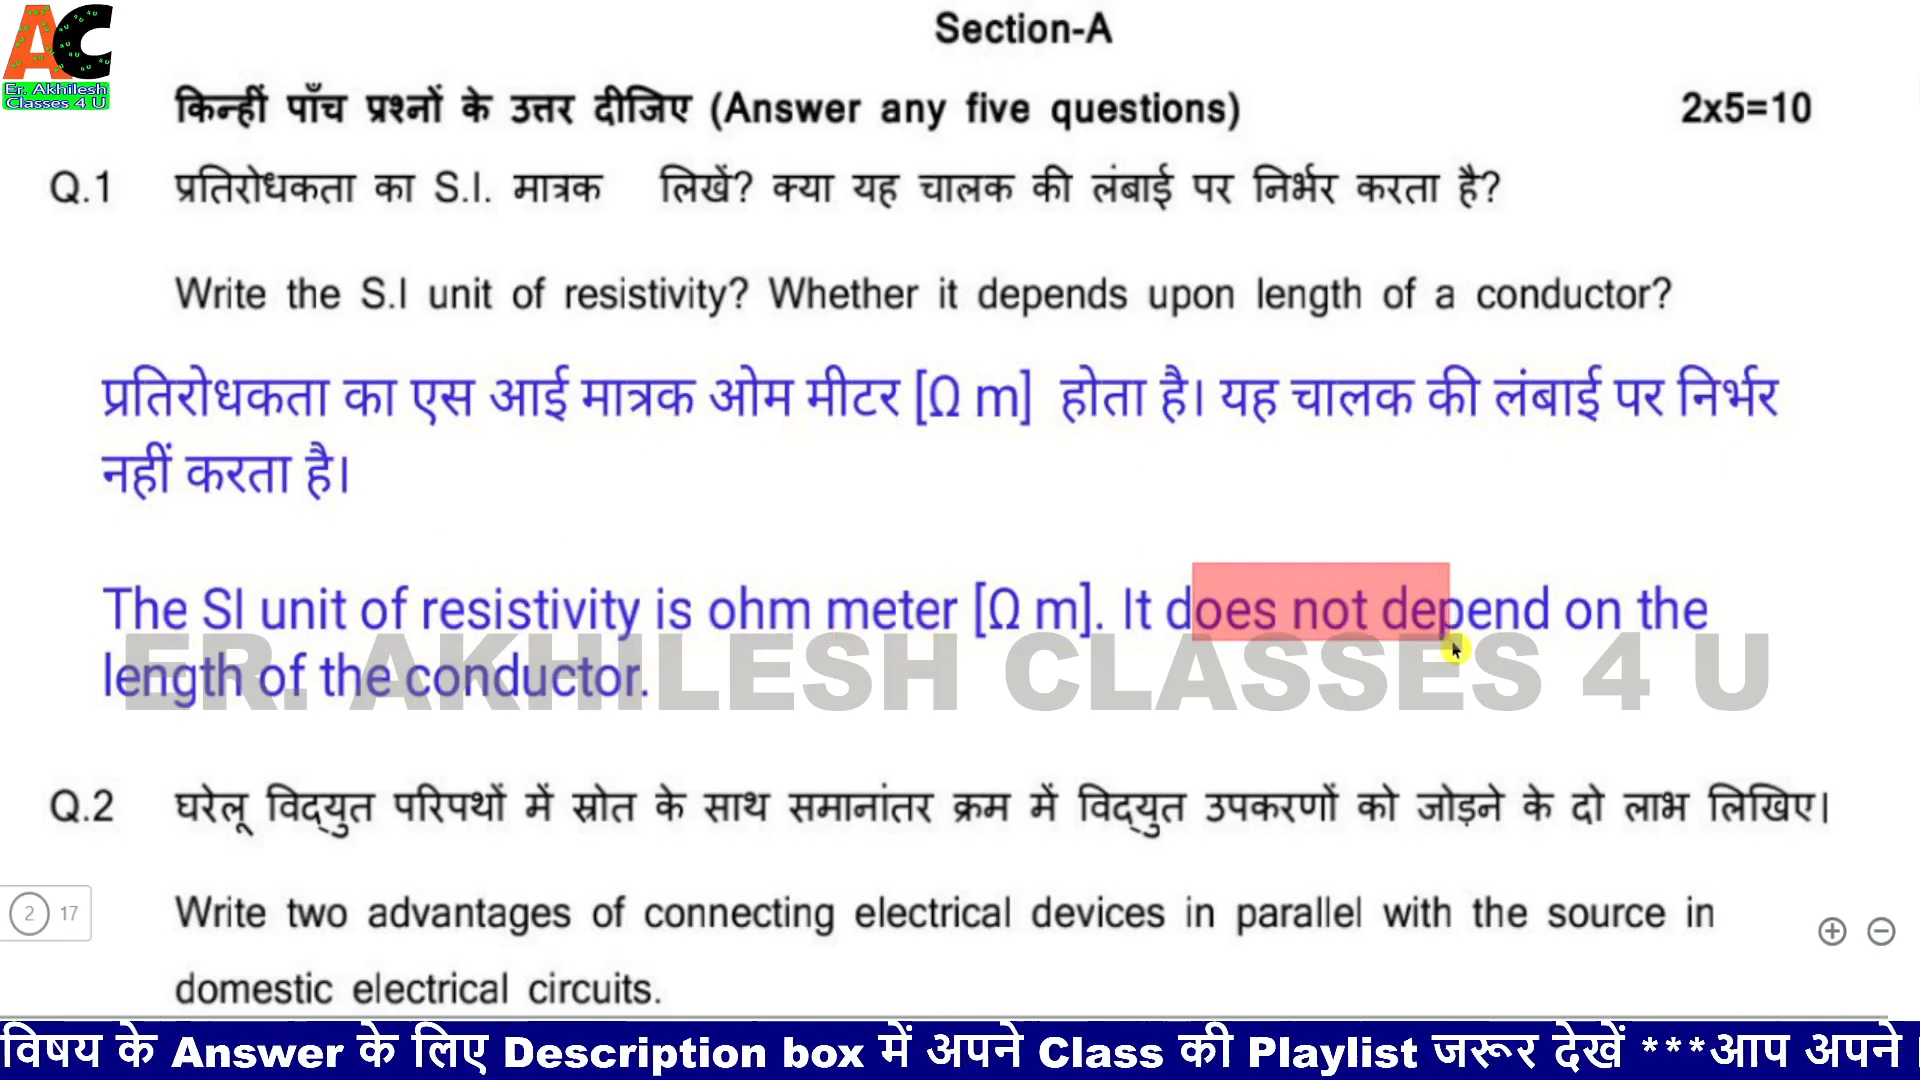 AC
Er. Akhilesh
Classes 4 U
Section-A
किन्हीं पाँच प्रश्नों के उत्तर दीजिए (Answer any five questions) 2x5=10
Q.1 प्रतिरोधकता का S.I. मात्रक लिखें? क्या यह चालक की लंबाई पर निर्भर करता है?
Write the S.I unit of resistivity? Whether it depends upon length of a conductor?
प्रतिरोधकता का एस आई मात्रक ओम मीटर [Ω m] होता है। यह चालक की लंबाई पर निर्भर
नहीं करता है।
The SI unit of resistivity is ohm meter [Ω m]. It does not depend on the
length of the conductor.
ER. AKHILESH CLASSES 4 U
Q.2 घरेलू विद्युत परिपथों में स्रोत के साथ समानांतर क्रम में विद्युत उपकरणों को जोड़ने के दो लाभ लिखिए।
Write two advantages of connecting electrical devices in parallel with the source in
domestic electrical circuits.
2 17
विषय के Answer के लिए Description box में अपने Class की Playlist जरूर देखें ***आप अपने